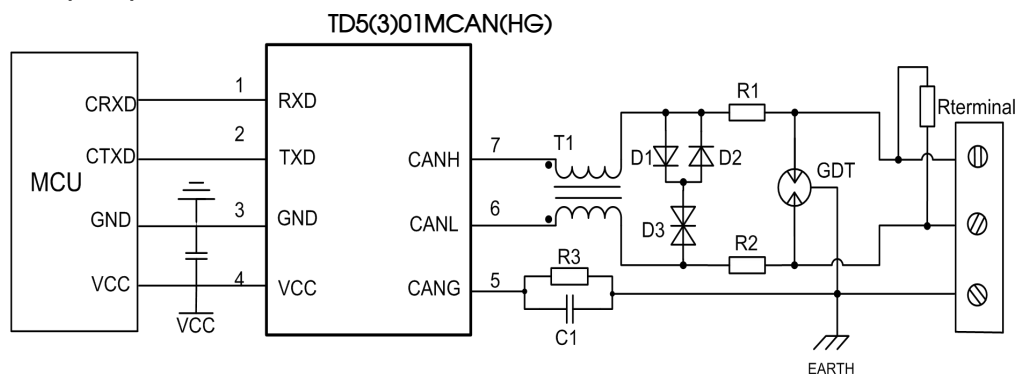 TD5(3)01MCAN(HG)
MCU
CRXD
CTXD
GND
VCC
VCC
1
2
3
4
RXD
TXD
GND
VCC
CANH
CANL
CANG
7
6
5
T1
D1
D2
D3
R1
R2
R3
C1
GDT
Rterminal
EARTH